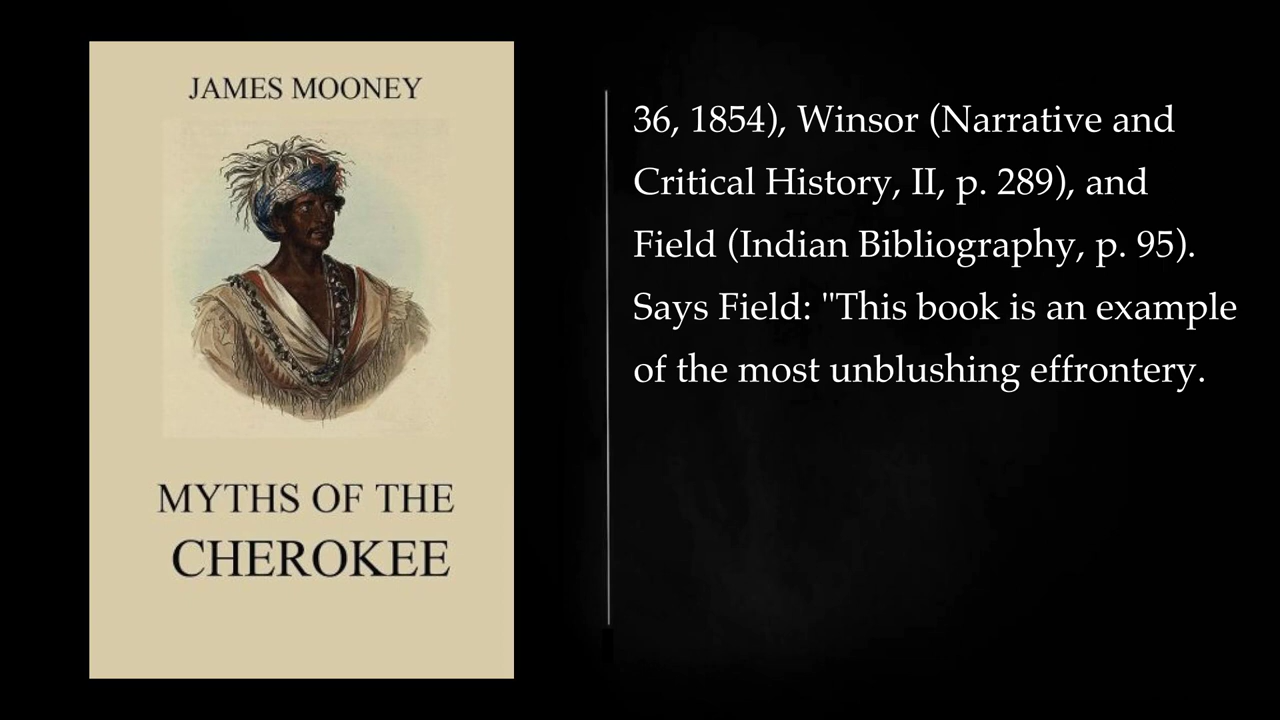 JAMES MOONEY
MYTHS OF THE
CHEROKEE
36, 1854), Winsor (Narrative and
Critical History, II, p. 289), and
Field (Indian Bibliography, p. 95).
Says Field: "This book is an example
of the most unblushing effrontery.